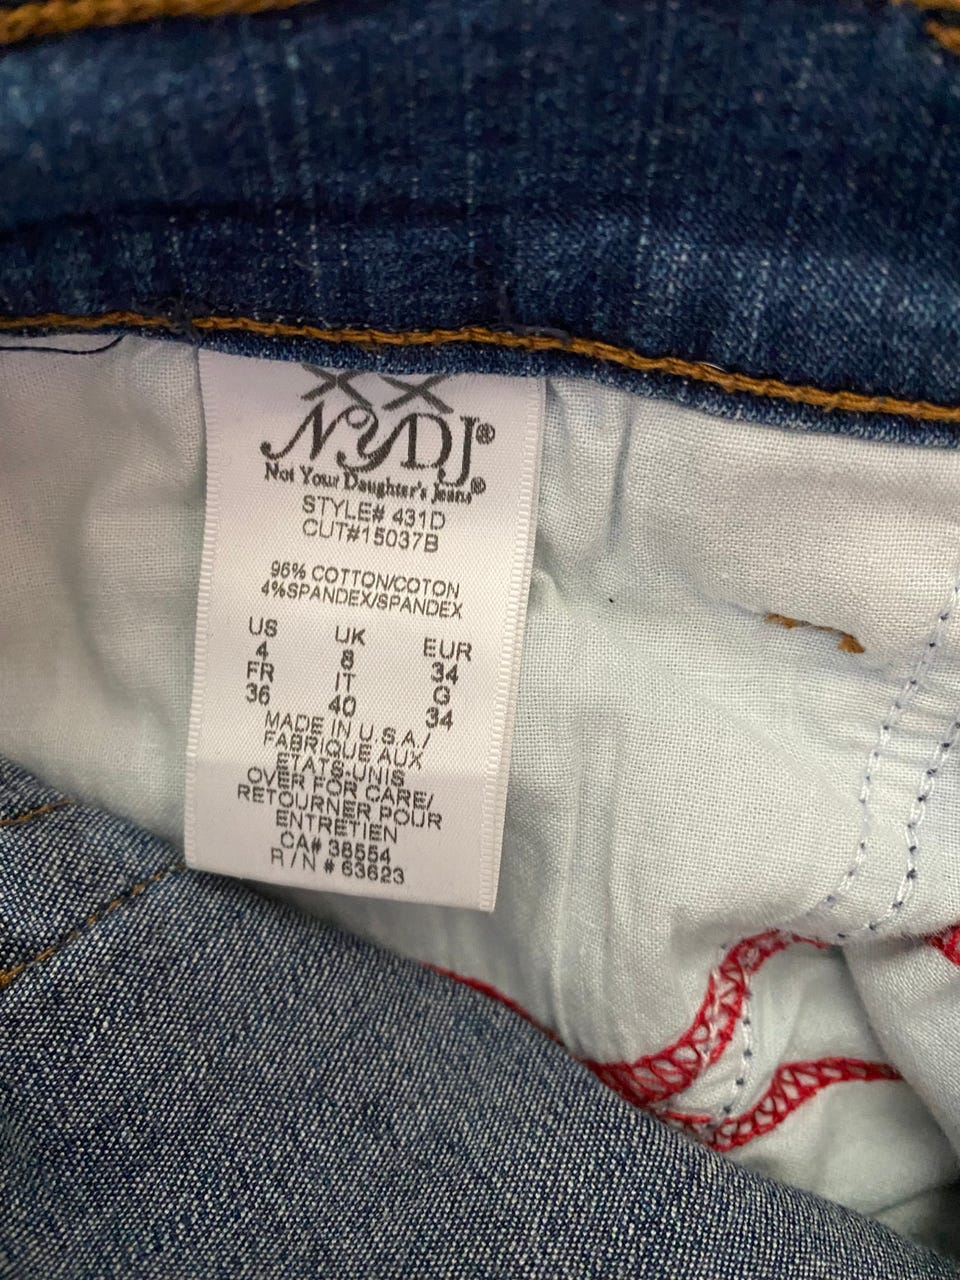 XX
NYDJ®
Not Your Daughter's Jeans®
STYLE# 431D
CUT#15037B
96% COTTON/COTON
4%SPANDEX/SPANDEX
US UK EUR
4 8 34
FR IT G
36 40 34
MADE IN U.S.A./
FABRIQUE AUX
ETATS-UNIS
OVER FOR CARE/
RETOURNER POUR
ENTRETIEN
CA# 38554
R/N # 63623